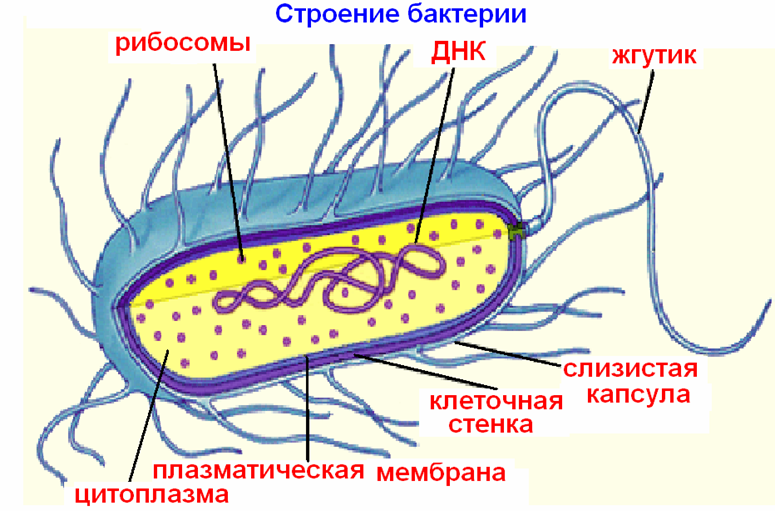 Строение бактерии
рибосомы
ДНК
жгутик
слизистая
капсула
клеточная
стенка
плазматическая мембрана
цитоплазма